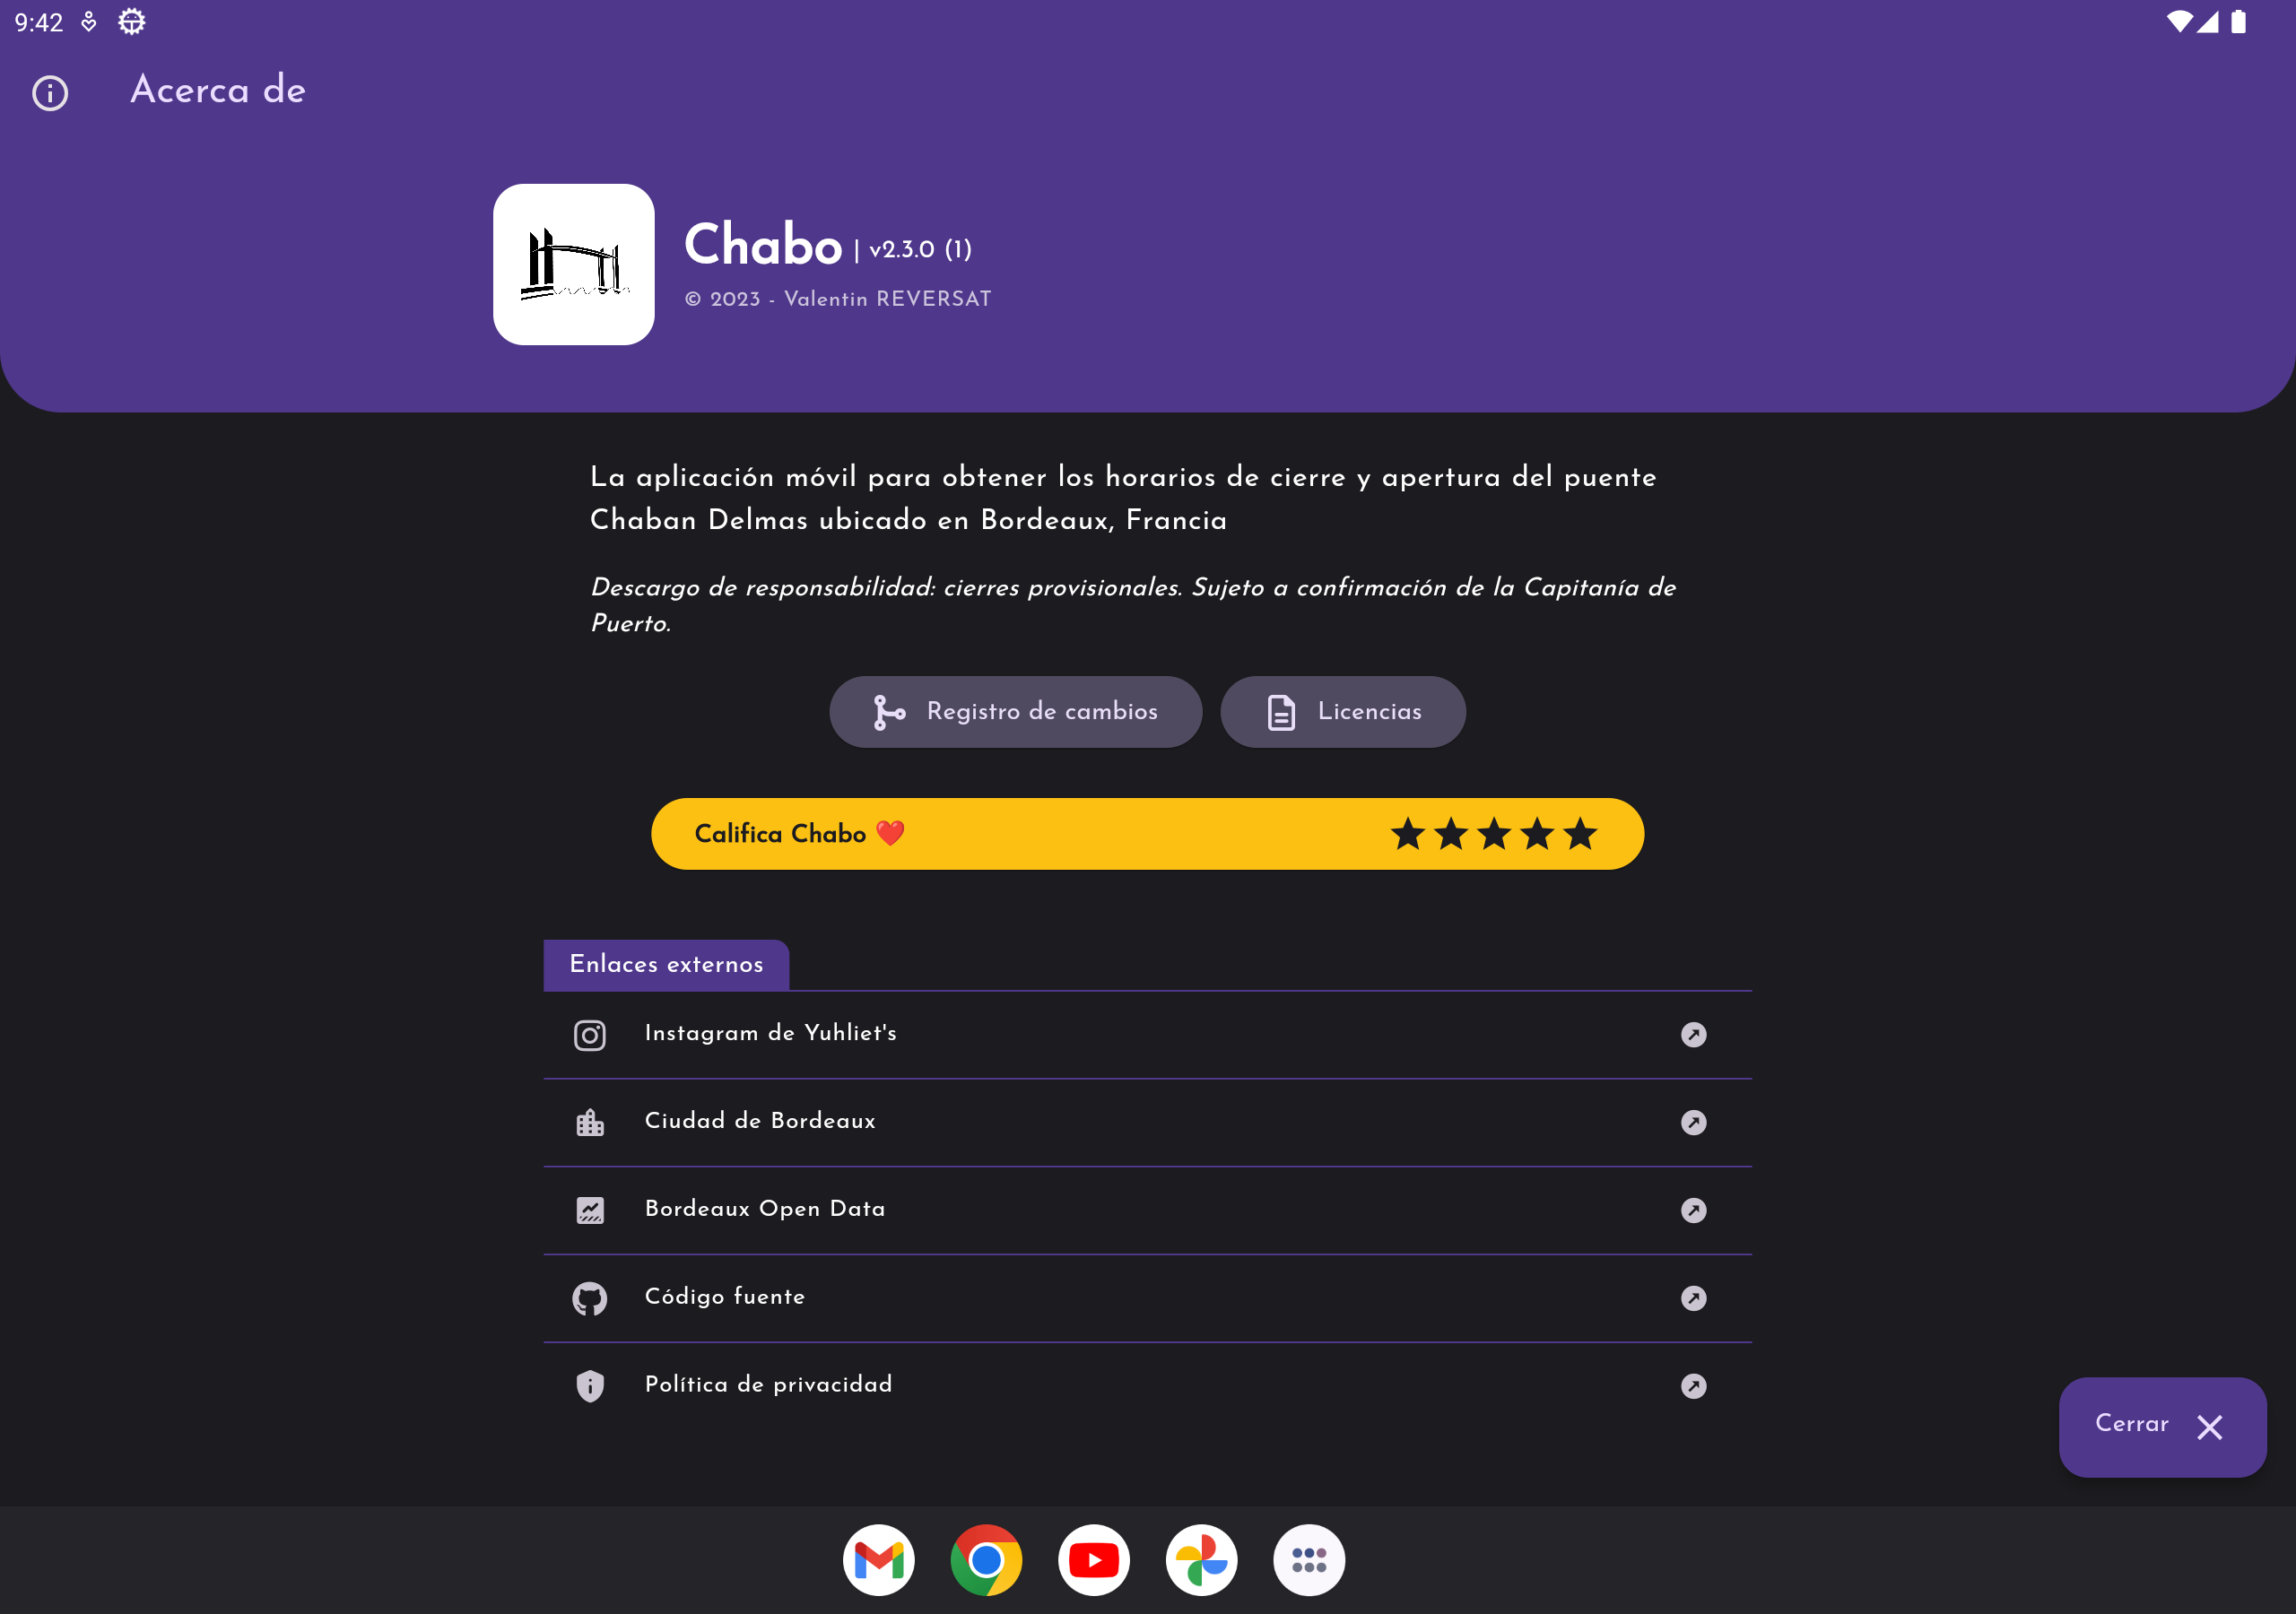 9:42
Acerca de
Chabo | v2.3.0 (1)
© 2023 - Valentin REVERSAT
La aplicación móvil para obtener los horarios de cierre y apertura del puente
Chaban Delmas ubicado en Bordeaux, Francia
Descargo de responsabilidad: cierres provisionales. Sujeto a confirmación de la Capitanía de
Puerto.
Registro de cambios
Licencias
Califica Chabo ❤️
Enlaces externos
Instagram de Yuhliet's
Ciudad de Bordeaux
Bordeaux Open Data
Código fuente
Política de privacidad
Cerrar